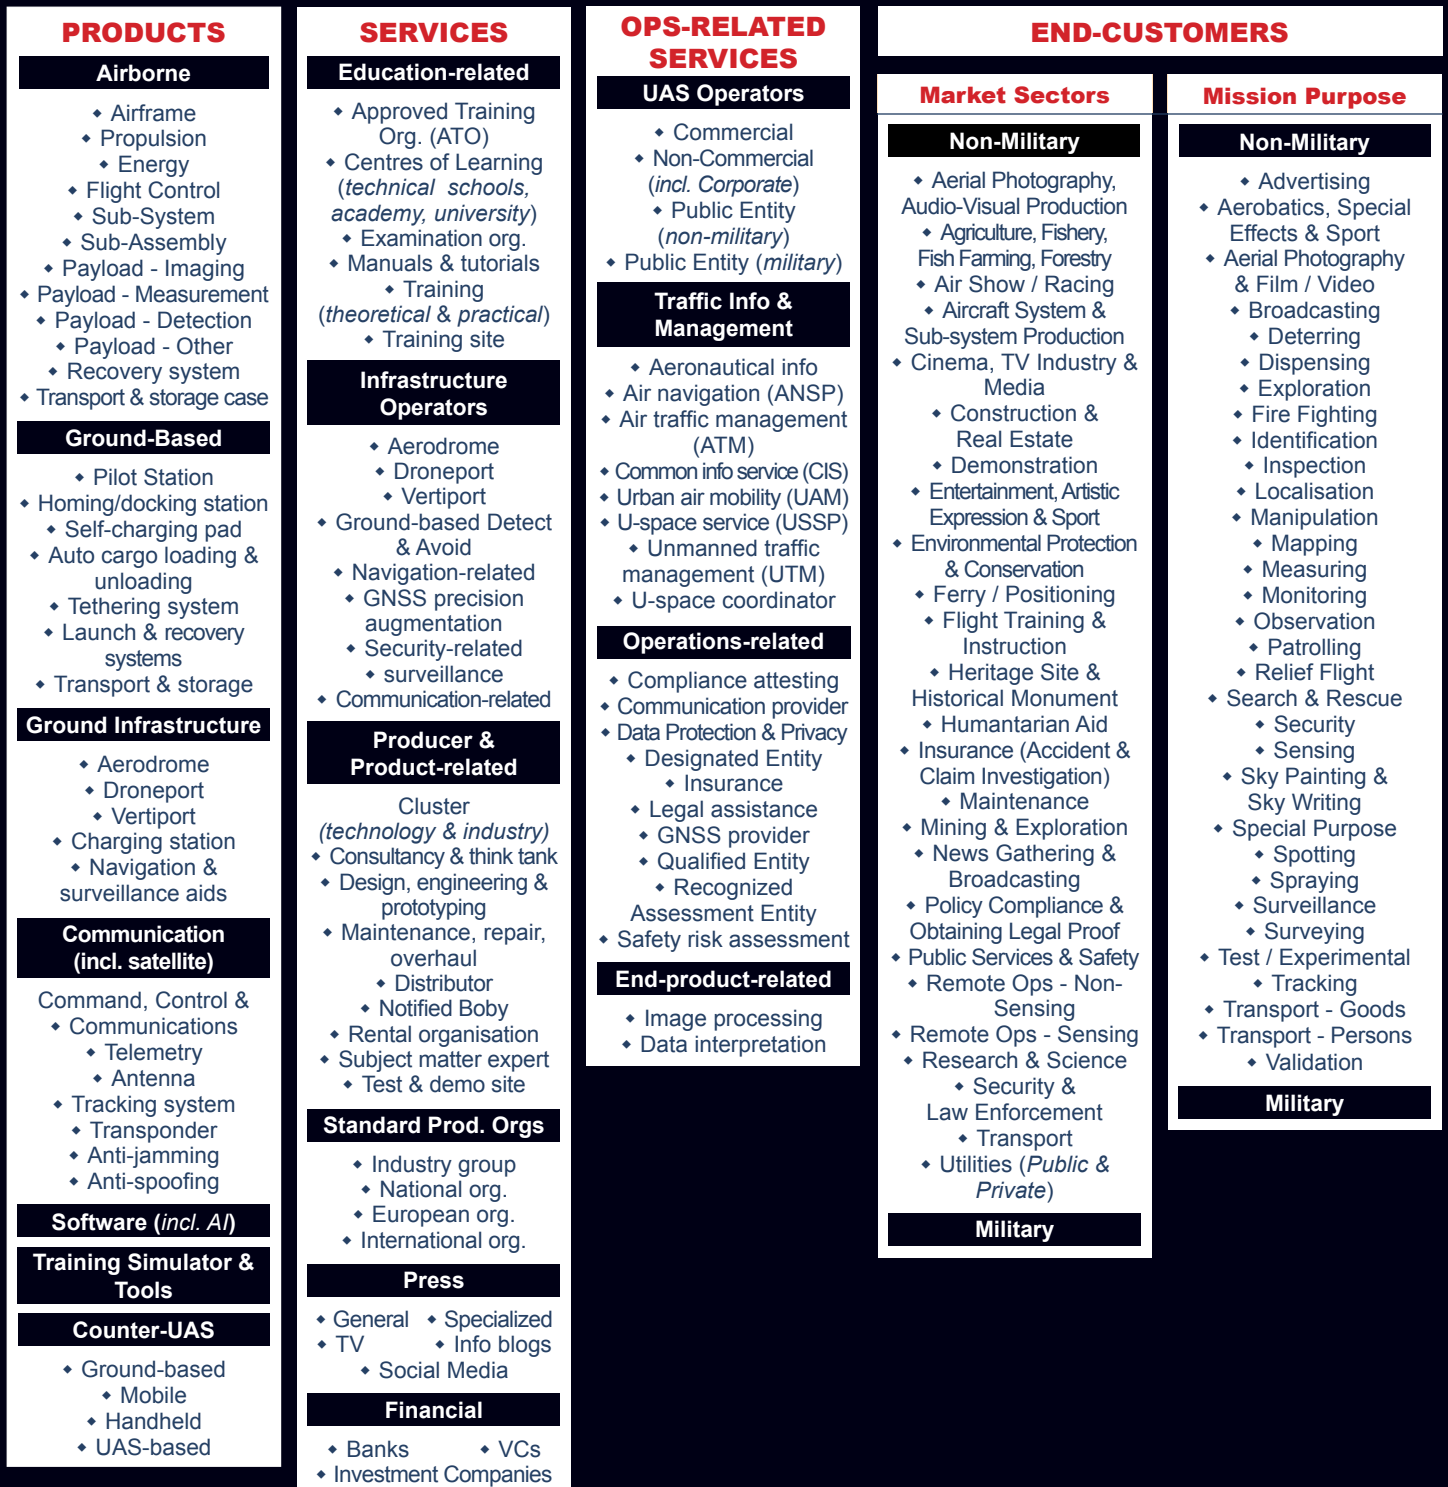 PRODUCTS
Airborne
◆ Airframe
◆ Propulsion
◆ Energy
◆ Flight Control
◆ Sub-System
◆ Sub-Assembly
◆ Payload - Imaging
◆ Payload - Measurement
◆ Payload - Detection
◆ Payload - Other
◆ Recovery system
◆ Transport & storage case
Ground-Based
◆ Pilot Station
◆ Homing/docking station
◆ Self-charging pad
◆ Auto cargo loading &
unloading
◆ Tethering system
◆ Launch & recovery
systems
◆ Transport & storage
Ground Infrastructure
◆ Aerodrome
◆ Droneport
◆ Vertiport
◆ Charging station
◆ Navigation &
surveillance aids
Communication
(incl. satellite)
Command, Control &
◆ Communications
◆ Telemetry
◆ Antenna
◆ Tracking system
◆ Transponder
◆ Anti-jamming
◆ Anti-spoofing
Software (incl. AI)
Training Simulator &
Tools
Counter-UAS
◆ Ground-based
◆ Mobile
◆ Handheld
◆ UAS-based
SERVICES
Education-related
◆ Approved Training
Org. (ATO)
◆ Centres of Learning
(technical schools,
academy, university)
◆ Examination org.
◆ Manuals & tutorials
◆ Training
(theoretical & practical)
◆ Training site
Infrastructure
Operators
◆ Aerodrome
◆ Droneport
◆ Vertiport
◆ Ground-based Detect
& Avoid
◆ Navigation-related
◆ GNSS precision
augmentation
◆ Security-related
◆ surveillance
◆ Communication-related
Producer &
Product-related
Cluster
(technology & industry)
◆ Consultancy & think tank
◆ Design, engineering &
prototyping
◆ Maintenance, repair,
overhaul
◆ Distributor
◆ Notified Boby
◆ Rental organisation
◆ Subject matter expert
◆ Test & demo site
Standard Prod. Orgs
◆ Industry group
◆ National org.
◆ European org.
◆ International org.
Press
◆ General ◆ Specialized
◆ TV ◆ Info blogs
◆ Social Media
Financial
◆ Banks ◆ VCs
◆ Investment Companies
OPS-RELATED
SERVICES
UAS Operators
◆ Commercial
◆ Non-Commercial
(incl. Corporate)
◆ Public Entity
(non-military)
◆ Public Entity (military)
Traffic Info &
Management
◆ Aeronautical info
◆ Air navigation (ANSP)
◆ Air traffic management
(ATM)
◆ Common info service (CIS)
◆ Urban air mobility (UAM)
◆ U-space service (USSP)
◆ Unmanned traffic
management (UTM)
◆ U-space coordinator
Operations-related
◆ Compliance attesting
◆ Communication provider
◆ Data Protection & Privacy
◆ Designated Entity
◆ Insurance
◆ Legal assistance
◆ GNSS provider
◆ Qualified Entity
◆ Recognized
Assessment Entity
◆ Safety risk assessment
End-product-related
◆ Image processing
◆ Data interpretation
END-CUSTOMERS
Market Sectors
Non-Military
◆ Aerial Photography,
Audio-Visual Production
◆ Agriculture, Fishery,
Fish Farming, Forestry
◆ Air Show / Racing
◆ Aircraft System &
Sub-system Production
◆ Cinema, TV Industry &
Media
◆ Construction &
Real Estate
◆ Demonstration
◆ Entertainment, Artistic
Expression & Sport
◆ Environmental Protection
& Conservation
◆ Ferry / Positioning
◆ Flight Training &
Instruction
◆ Heritage Site &
Historical Monument
◆ Humantarian Aid
◆ Insurance (Accident &
Claim Investigation)
◆ Maintenance
◆ Mining & Exploration
◆ News Gathering &
Broadcasting
◆ Policy Compliance &
Obtaining Legal Proof
◆ Public Services & Safety
◆ Remote Ops - Non-
Sensing
◆ Remote Ops - Sensing
◆ Research & Science
◆ Security &
Law Enforcement
◆ Transport
◆ Utilities (Public &
Private)
Military
Mission Purpose
Non-Military
◆ Advertising
◆ Aerobatics, Special
Effects & Sport
◆ Aerial Photography
& Film / Video
◆ Broadcasting
◆ Deterring
◆ Dispensing
◆ Exploration
◆ Fire Fighting
◆ Identification
◆ Inspection
◆ Localisation
◆ Manipulation
◆ Mapping
◆ Measuring
◆ Monitoring
◆ Observation
◆ Patrolling
◆ Relief Flight
◆ Search & Rescue
◆ Security
◆ Sensing
◆ Sky Painting &
Sky Writing
◆ Special Purpose
◆ Spotting
◆ Spraying
◆ Surveillance
◆ Surveying
◆ Test / Experimental
◆ Tracking
◆ Transport - Goods
◆ Transport - Persons
◆ Validation
Military